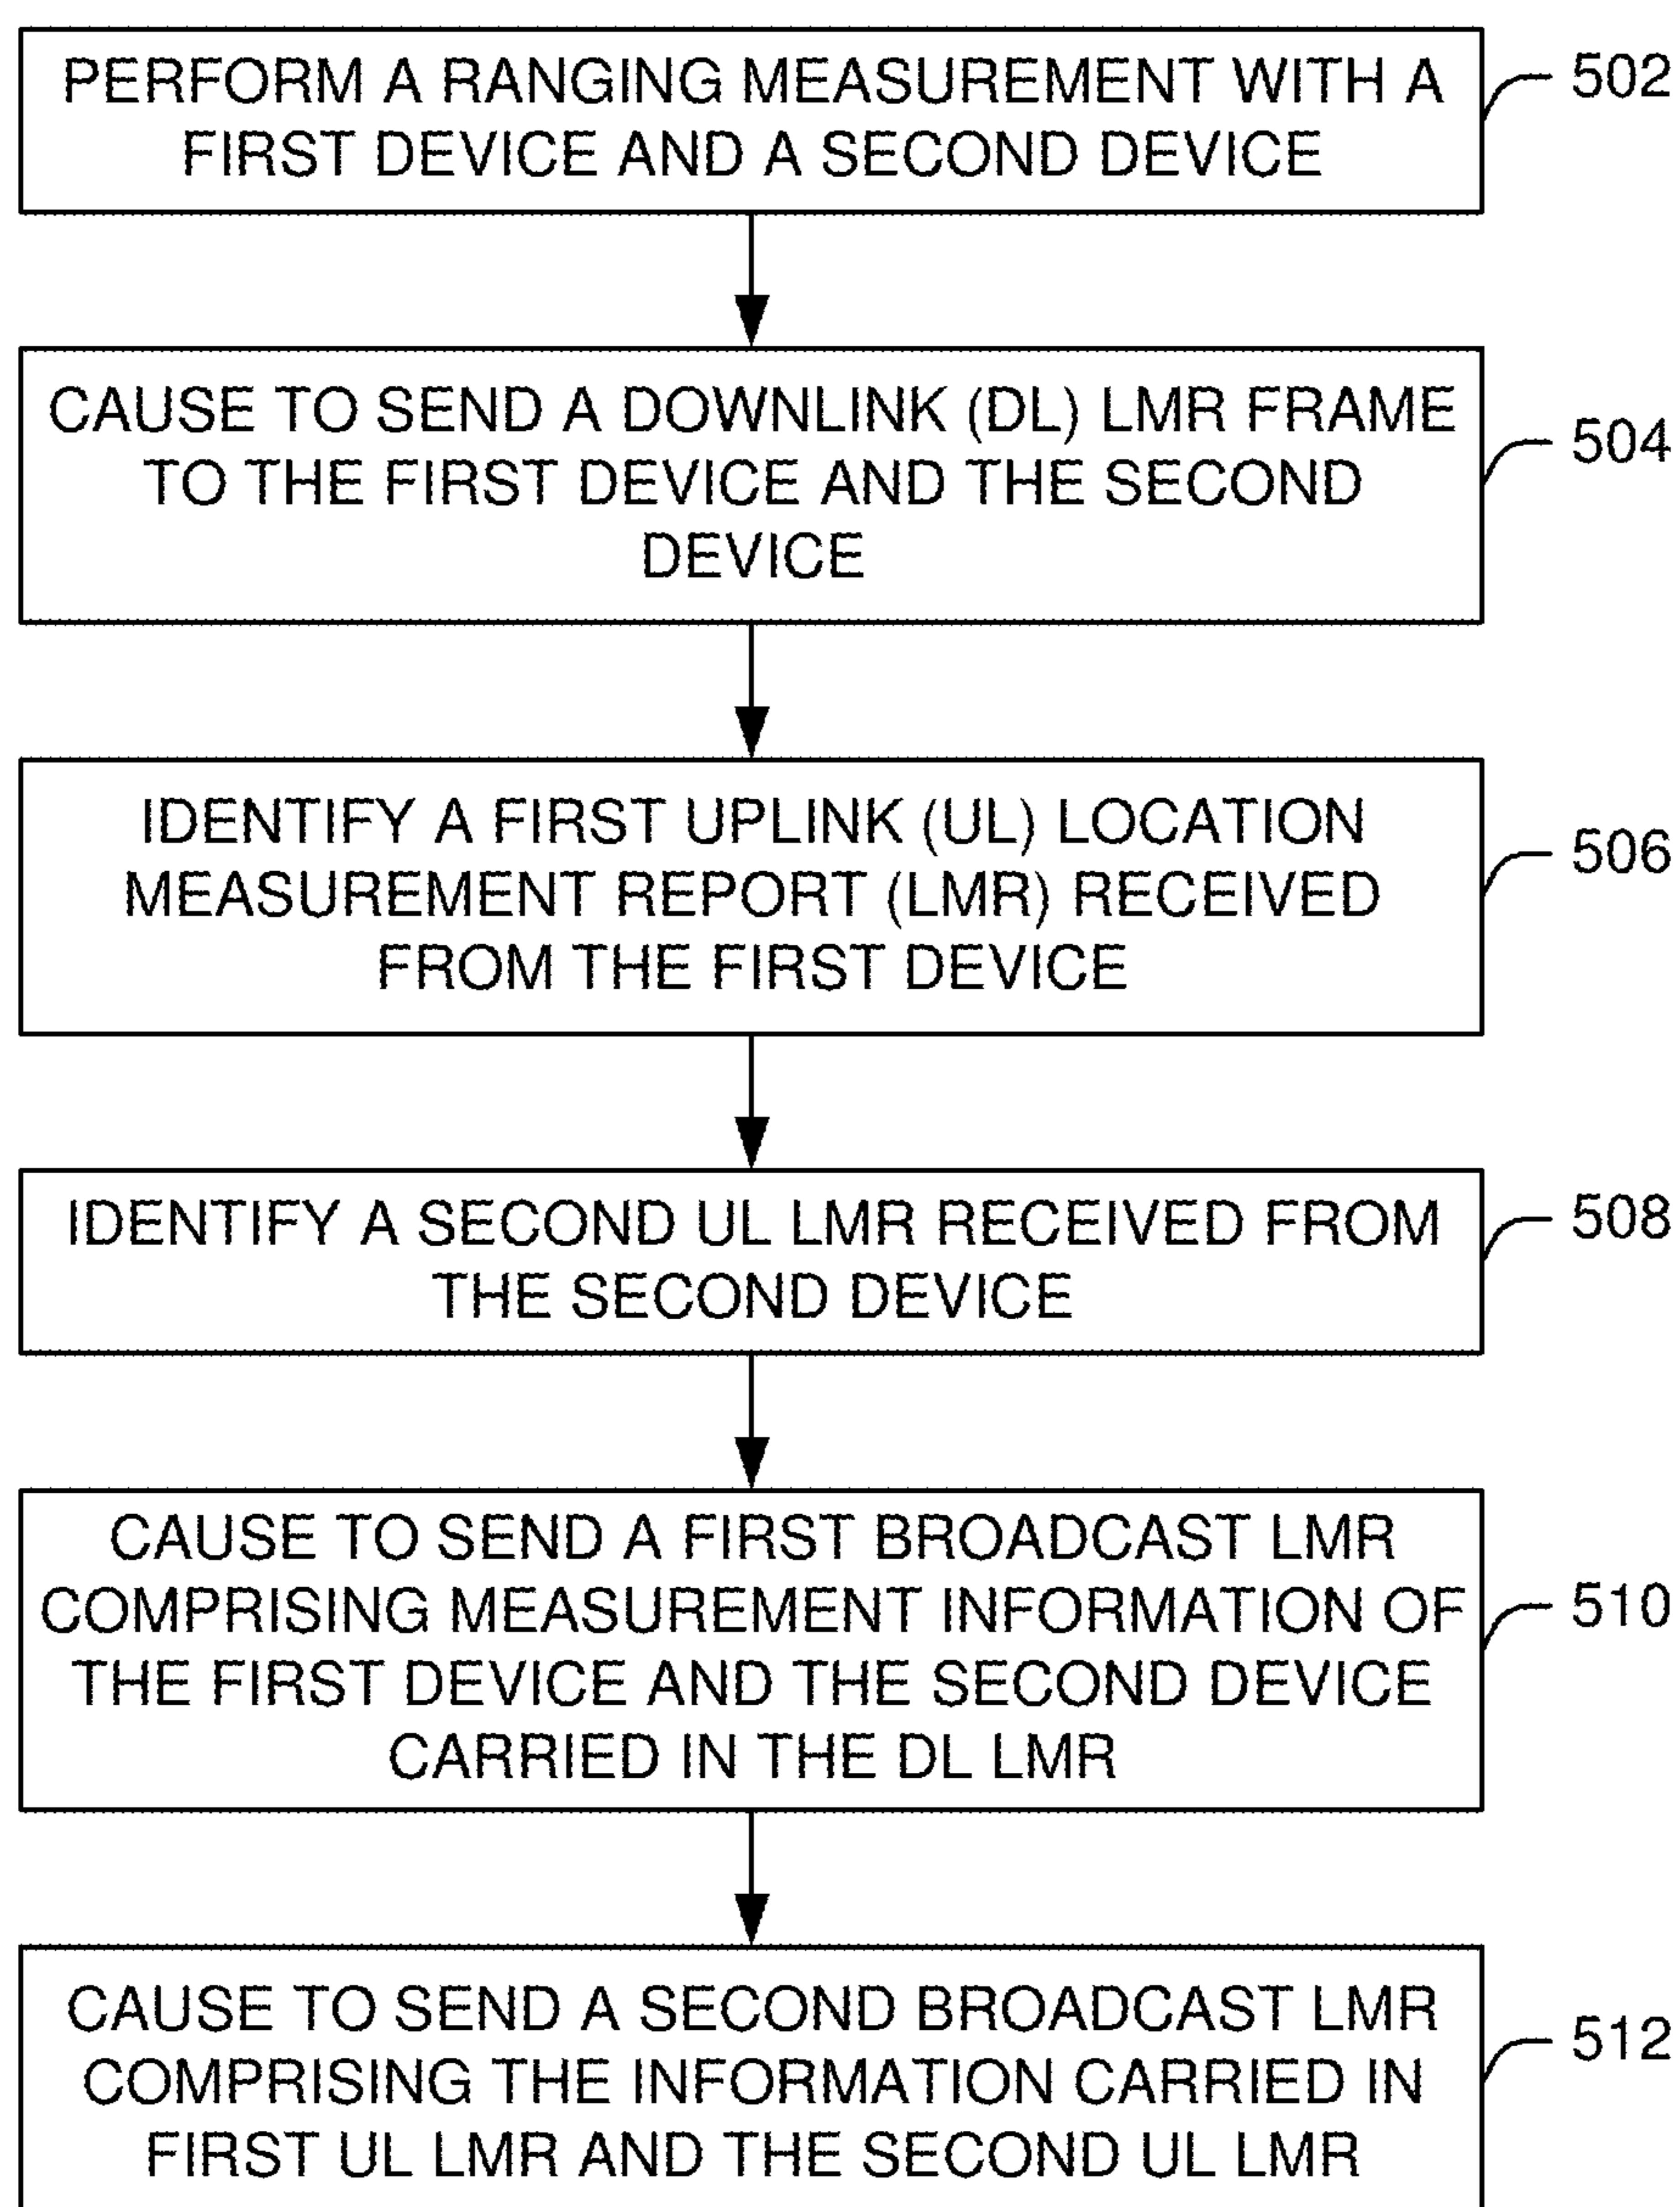 PERFORM A RANGING MEASUREMENT WITH A
FIRST DEVICE AND A SECOND DEVICE
502
CAUSE TO SEND A DOWNLINK (DL) LMR FRAME
TO THE FIRST DEVICE AND THE SECOND
DEVICE
504
IDENTIFY A FIRST UPLINK (UL) LOCATION
MEASUREMENT REPORT (LMR) RECEIVED
FROM THE FIRST DEVICE
506
IDENTIFY A SECOND UL LMR RECEIVED FROM
THE SECOND DEVICE
508
CAUSE TO SEND A FIRST BROADCAST LMR
COMPRISING MEASUREMENT INFORMATION OF
THE FIRST DEVICE AND THE SECOND DEVICE
CARRIED IN THE DL LMR
510
CAUSE TO SEND A SECOND BROADCAST LMR
COMPRISING THE INFORMATION CARRIED IN
FIRST UL LMR AND THE SECOND UL LMR
512